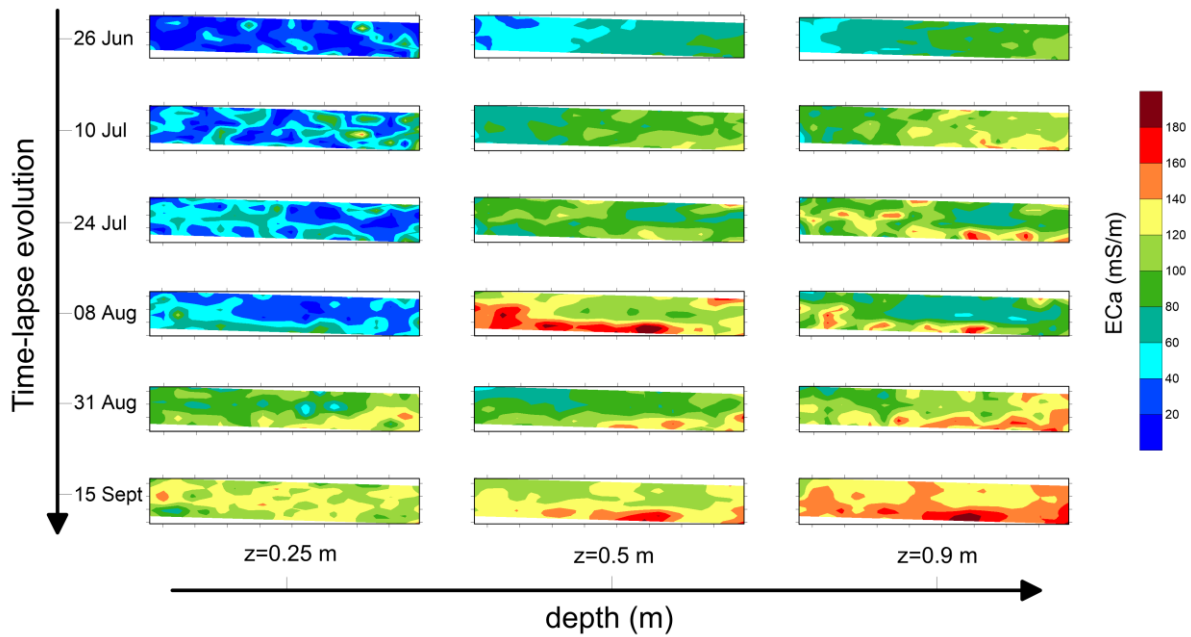 Time-lapse evolution
26 Jun
10 Jul
24 Jul
08 Aug
31 Aug
15 Sept
z=0.25 m
z=0.5 m
z=0.9 m
depth (m)
ECa (mS/m)
180
160
140
120
100
80
60
40
20